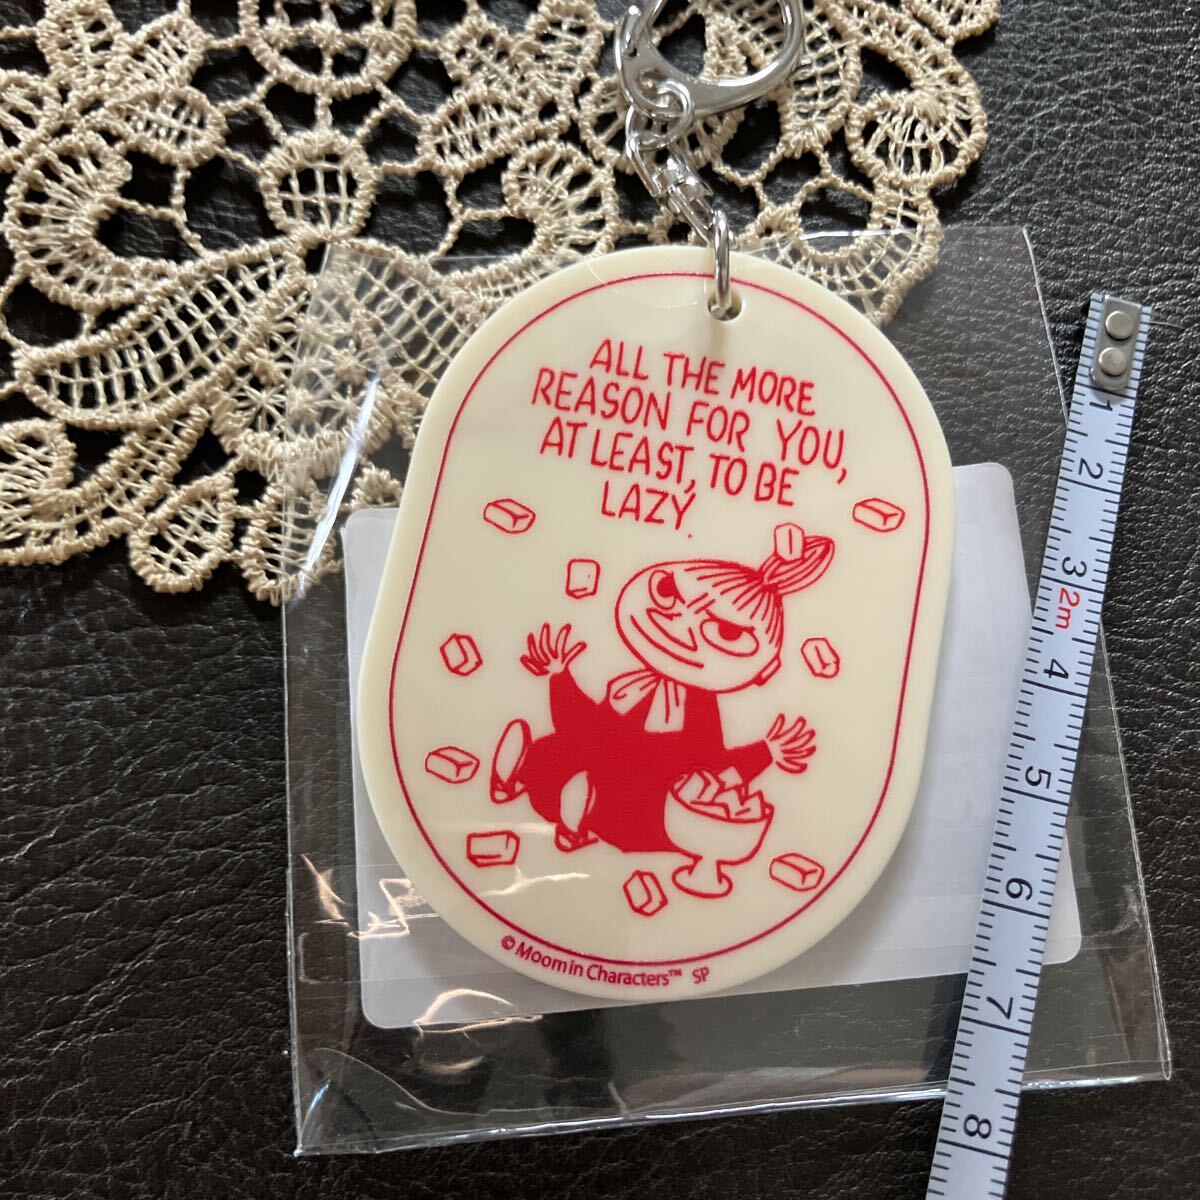 ALL THE MORE
REASON FOR YOU,
AT LEAST, TO BE
LAZY.
© Moomin Characters™ SP
1
2
3
2m
4
5
6
7
8